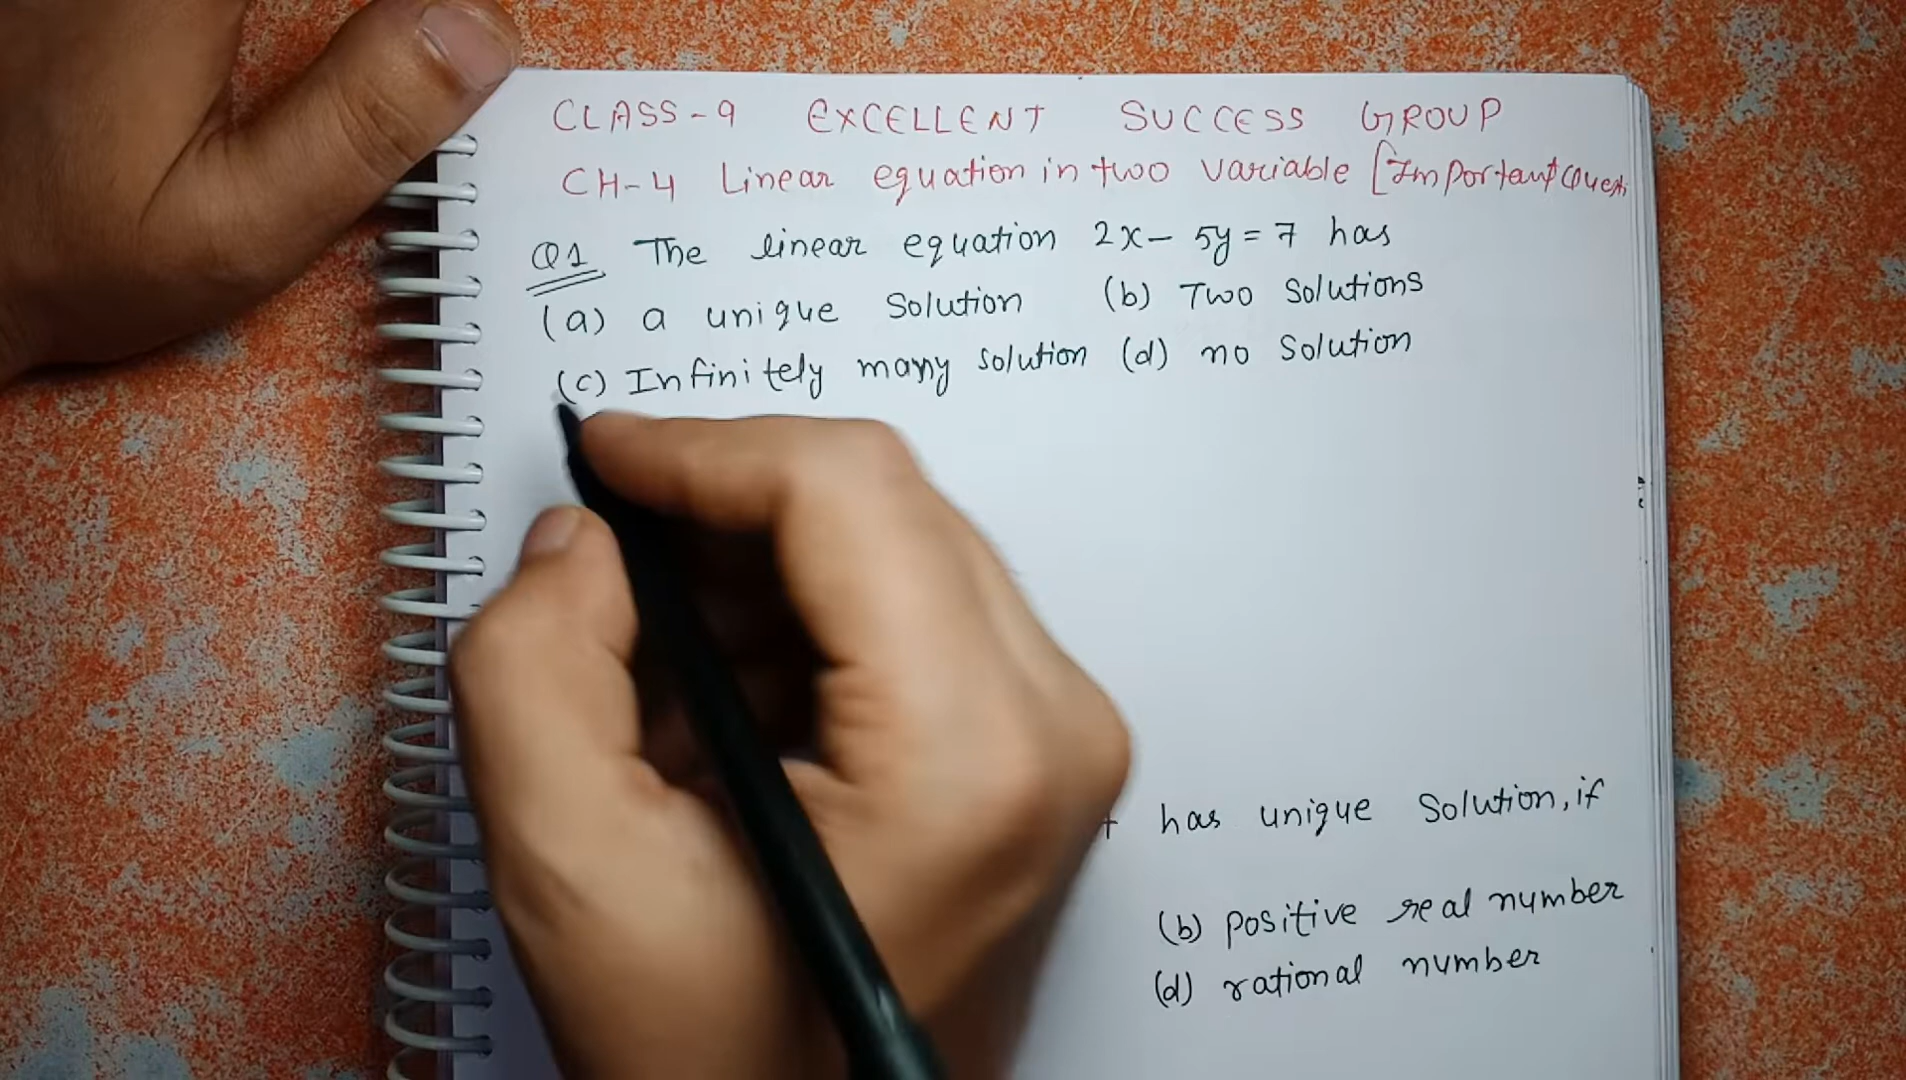 CLASS-9 EXCELLENT SUCCESS GROUP
CH-4 Linear equation in two variable [Important Questi
Q1 The linear equation 2x- 5y=7 has
(a) a unique Solution (b) Two Solutions
(c) Infinitely many solution (d) no Solution
has unique Solution, if
(b) positive real number
(d) rational number